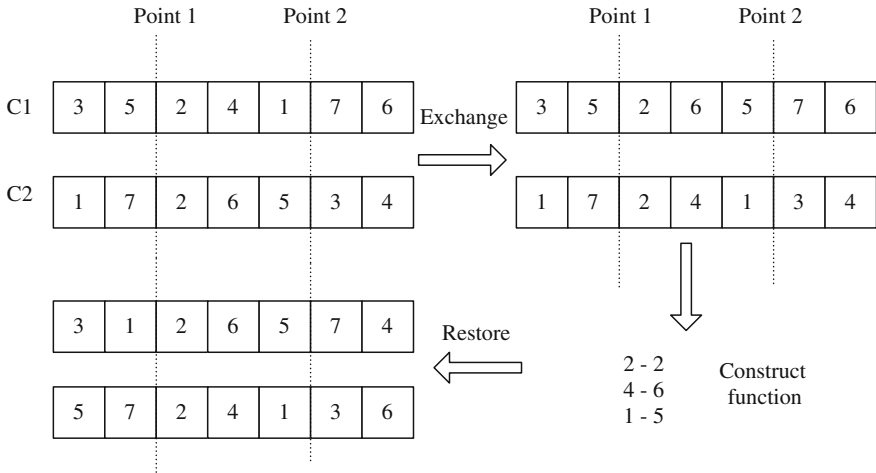 Point 1 Point 2 Point 1 Point 2
C1 3 5 2 4 1 7 6 3 5 2 6 5 7 6
Exchange
C2 1 7 2 6 5 3 4 1 7 2 4 1 3 4
3 1 2 6 5 7 4
Restore
5 7 2 4 1 3 6
2 - 2
4 - 6
1 - 5
Construct
function